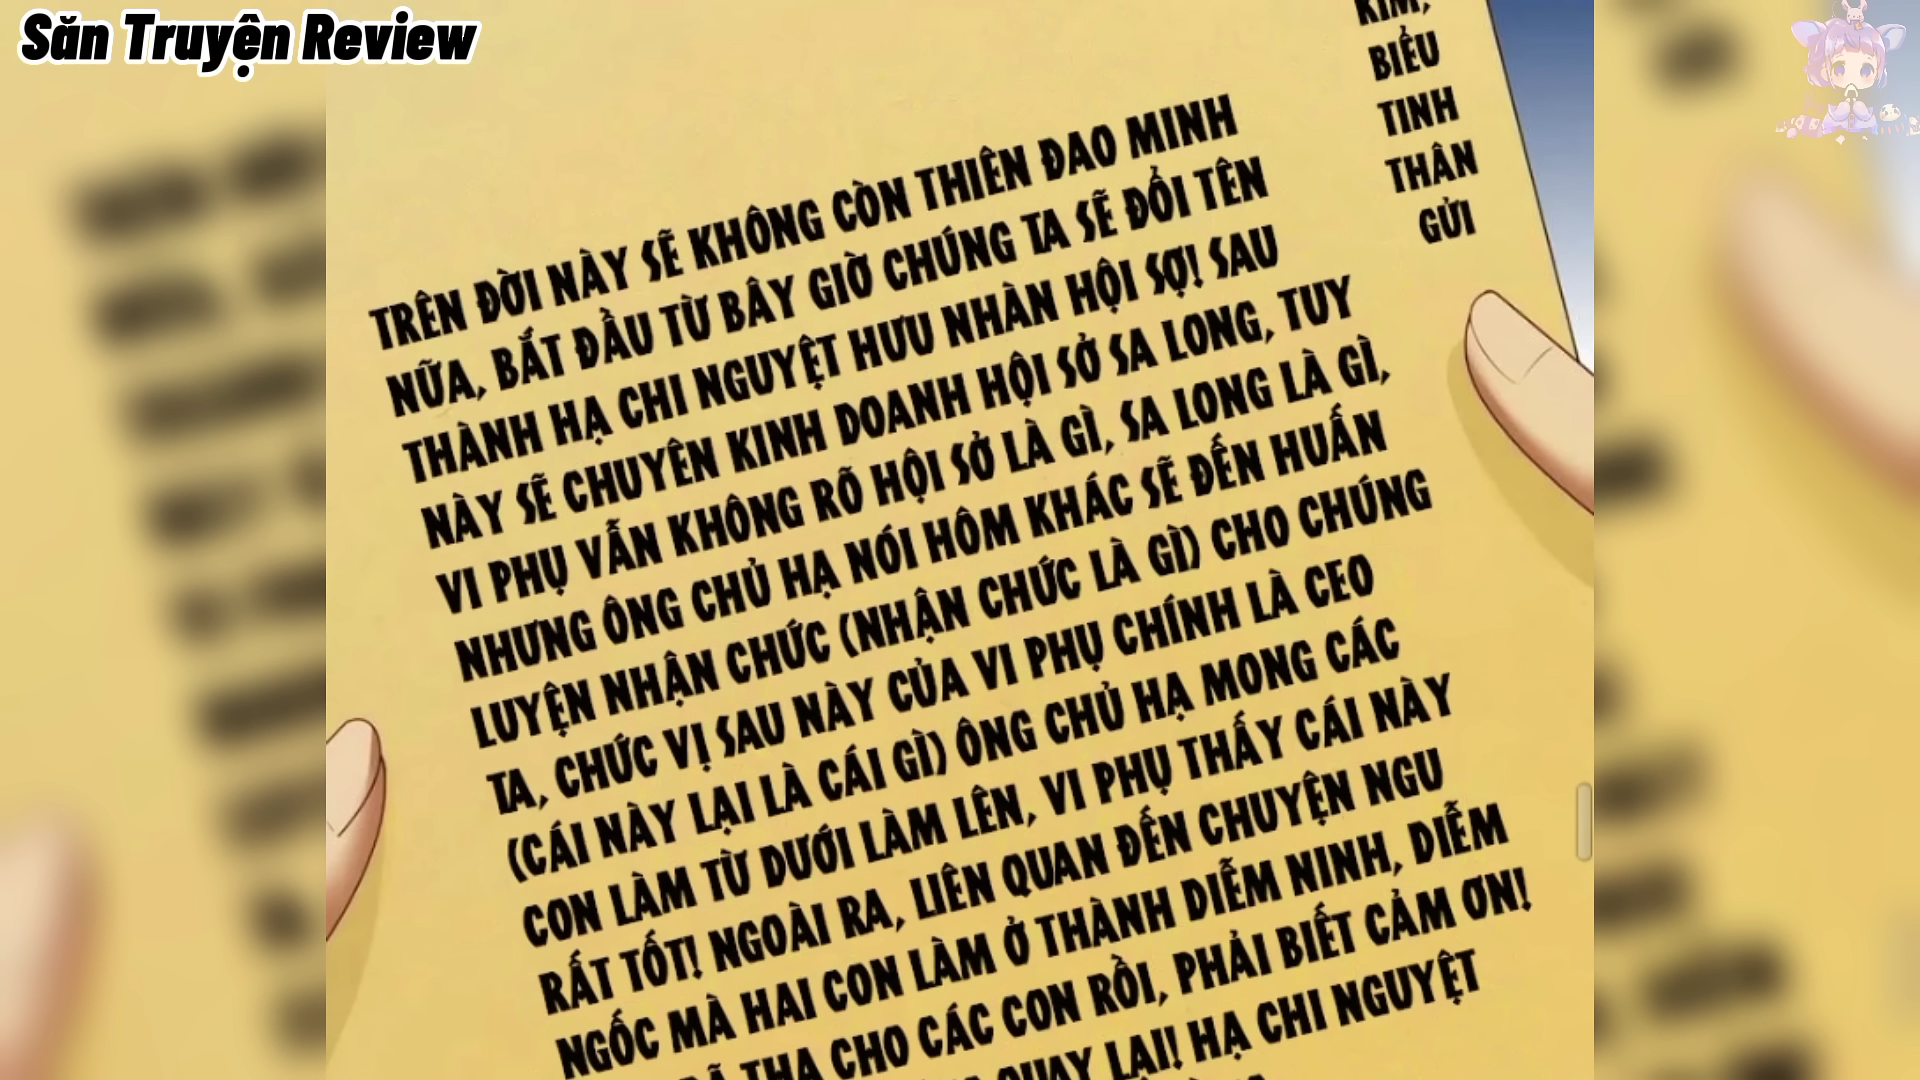 Săn Truyện Review
KIM,
BIỂU
TINH
THÂN
GỬI
TRÊN ĐỜI NÀY SẼ KHÔNG CÒN THIÊN ĐAO MINH
NỮA, BẮT ĐẦU TỪ BÂY GIỜ CHÚNG TA SẼ ĐỔI TÊN
THÀNH HẠ CHI NGUYỆT HƯU NHÀN HỘI SỢ! SAU
NÀY SẼ CHUYÊN KINH DOANH HỘI SỞ SA LONG, TUY
VI PHỤ VẪN KHÔNG RÕ HỘI SỞ LÀ GÌ, SA LONG LÀ GÌ,
NHƯNG ÔNG CHỦ HẠ NÓI HÔM KHÁC SẼ ĐẾN HUẤN
LUYỆN NHẬN CHỨC (NHẬN CHỨC LÀ GÌ) CHO CHÚNG
TA, CHỨC VỊ SAU NÀY CỦA VI PHỤ CHÍNH LÀ CEO
(CÁI NÀY LẠI LÀ CÁI GÌ) ÔNG CHỦ HẠ MONG CÁC
CON LÀM TỪ DƯỚI LÀM LÊN, VI PHỤ THẤY CÁI NÀY
RẤT TỐT! NGOÀI RA, LIÊN QUAN ĐẾN CHUYỆN NGU
NGỐC MÀ HAI CON LÀM Ở THÀNH DIỄM NINH, DIỄM
ĐÃ THA CHO CÁC CON RỒI, PHẢI BIẾT CẢM ƠN!
QUAY LẠI! HẠ CHI NGUYỆT